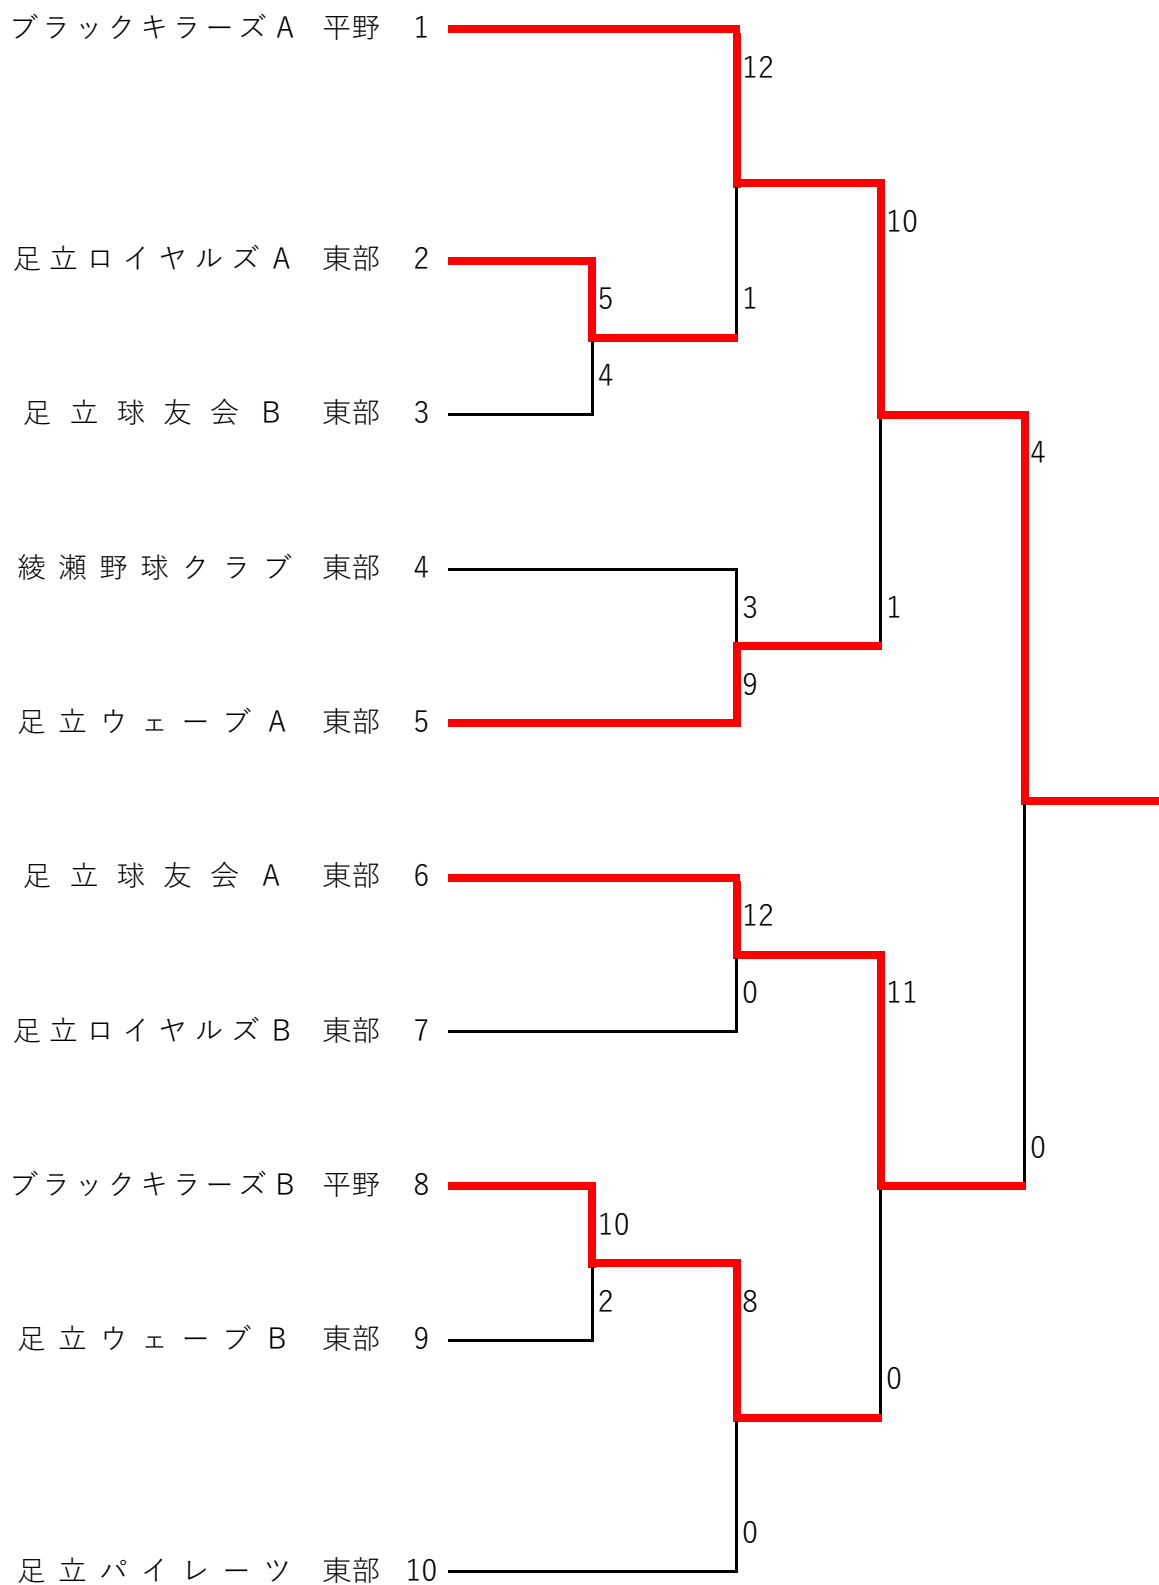 ブラックキラーズA 平野 1
12
10
足立ロイヤルズA 東部 2
5
1
4
足立球友会B 東部 3
4
綾瀬野球クラブ 東部 4
3
1
9
足立ウェーブA 東部 5
足立球友会A 東部 6
12
0
11
足立ロイヤルズB 東部 7
0
ブラックキラーズB 平野 8
10
2
8
足立ウェーブB 東部 9
0
0
足立パイレーツ 東部 10